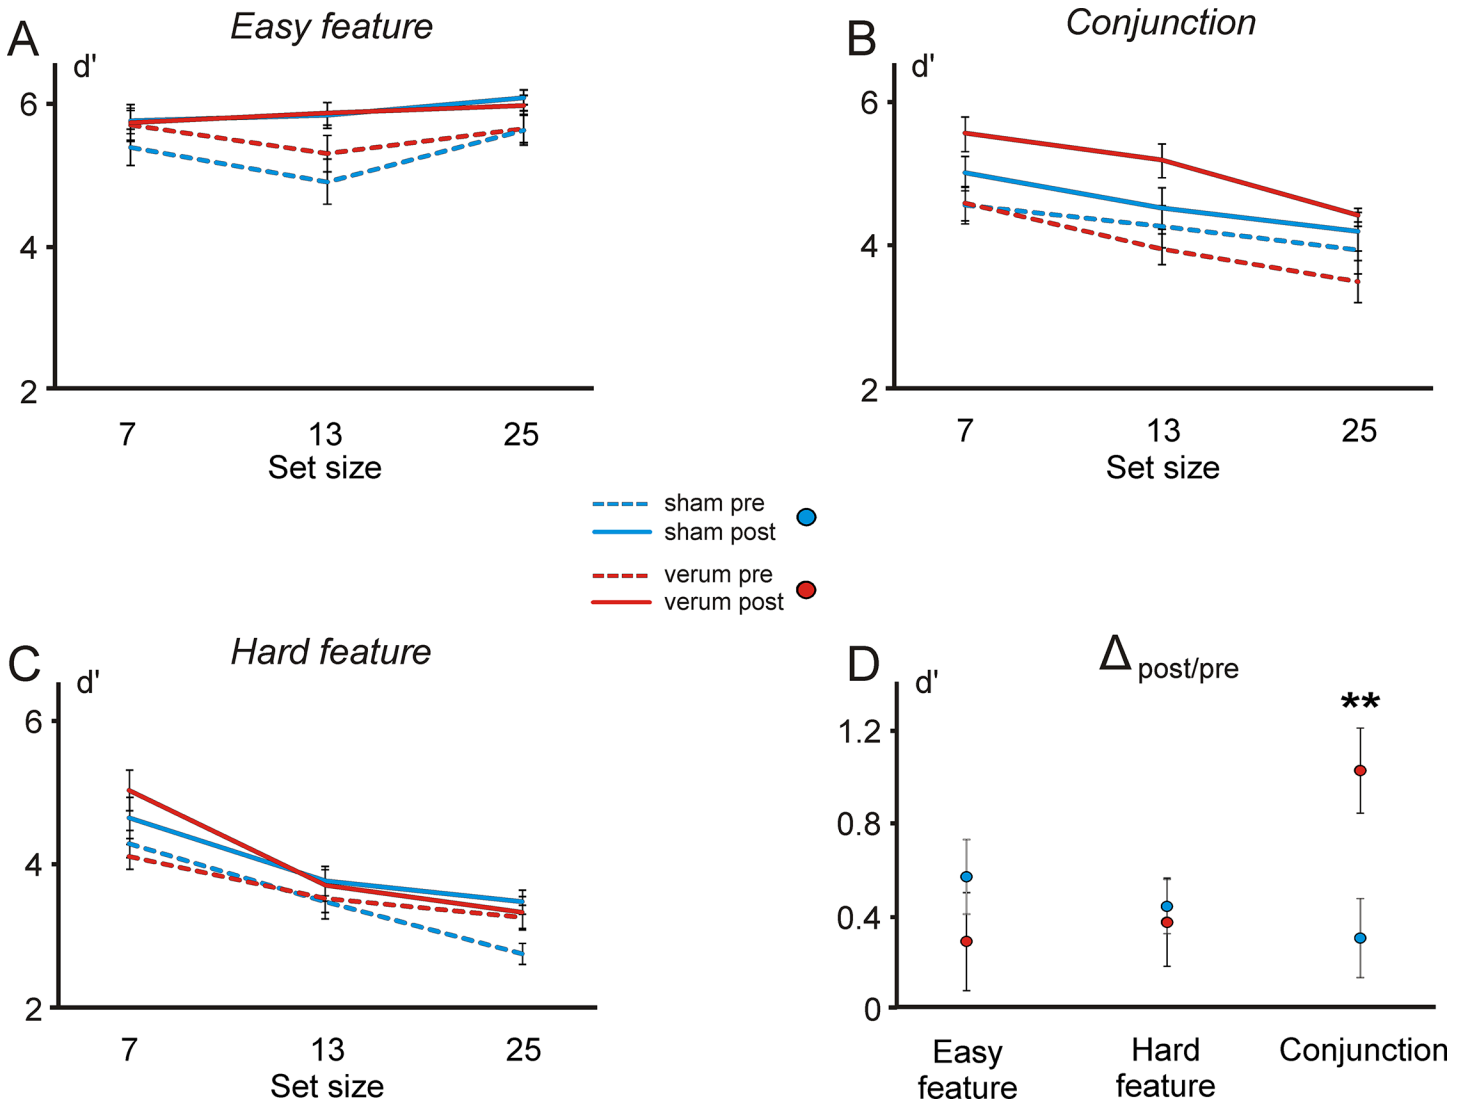 A
Easy feature
d'
6
4
2
7 13 25
Set size
B
Conjunction
d'
6
4
2
7 13 25
Set size
sham pre
sham post
verum pre
verum post
C
Hard feature
d'
6
4
2
7 13 25
Set size
D
Δ post/pre
d'
**
1.2
0.8
0.4
0
Easy
feature
Hard
feature
Conjunction